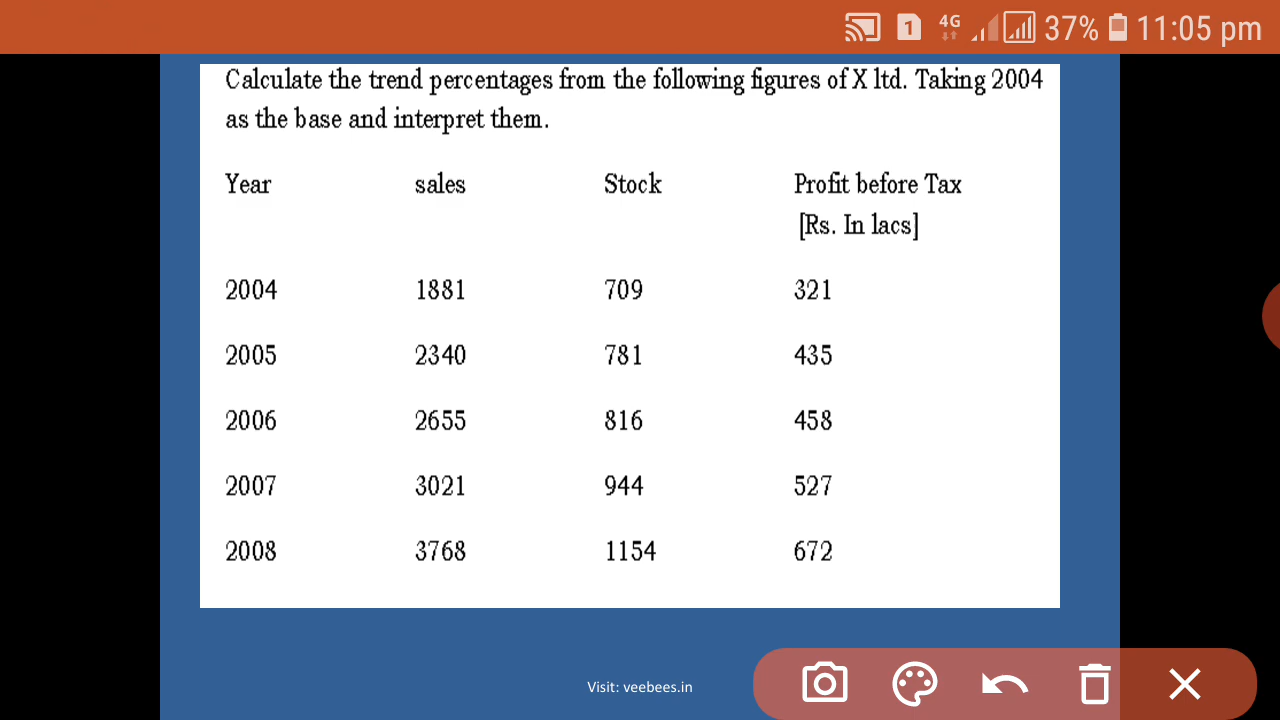 1 4G 37% 11:05 pm
Calculate the trend percentages from the following figures of X ltd. Taking 2004
as the base and interpret them.
Year sales Stock Profit before Tax
[Rs. In lacs]
2004 1881 709 321
2005 2340 781 435
2006 2655 816 458
2007 3021 944 527
2008 3768 1154 672
Visit: veebees.in